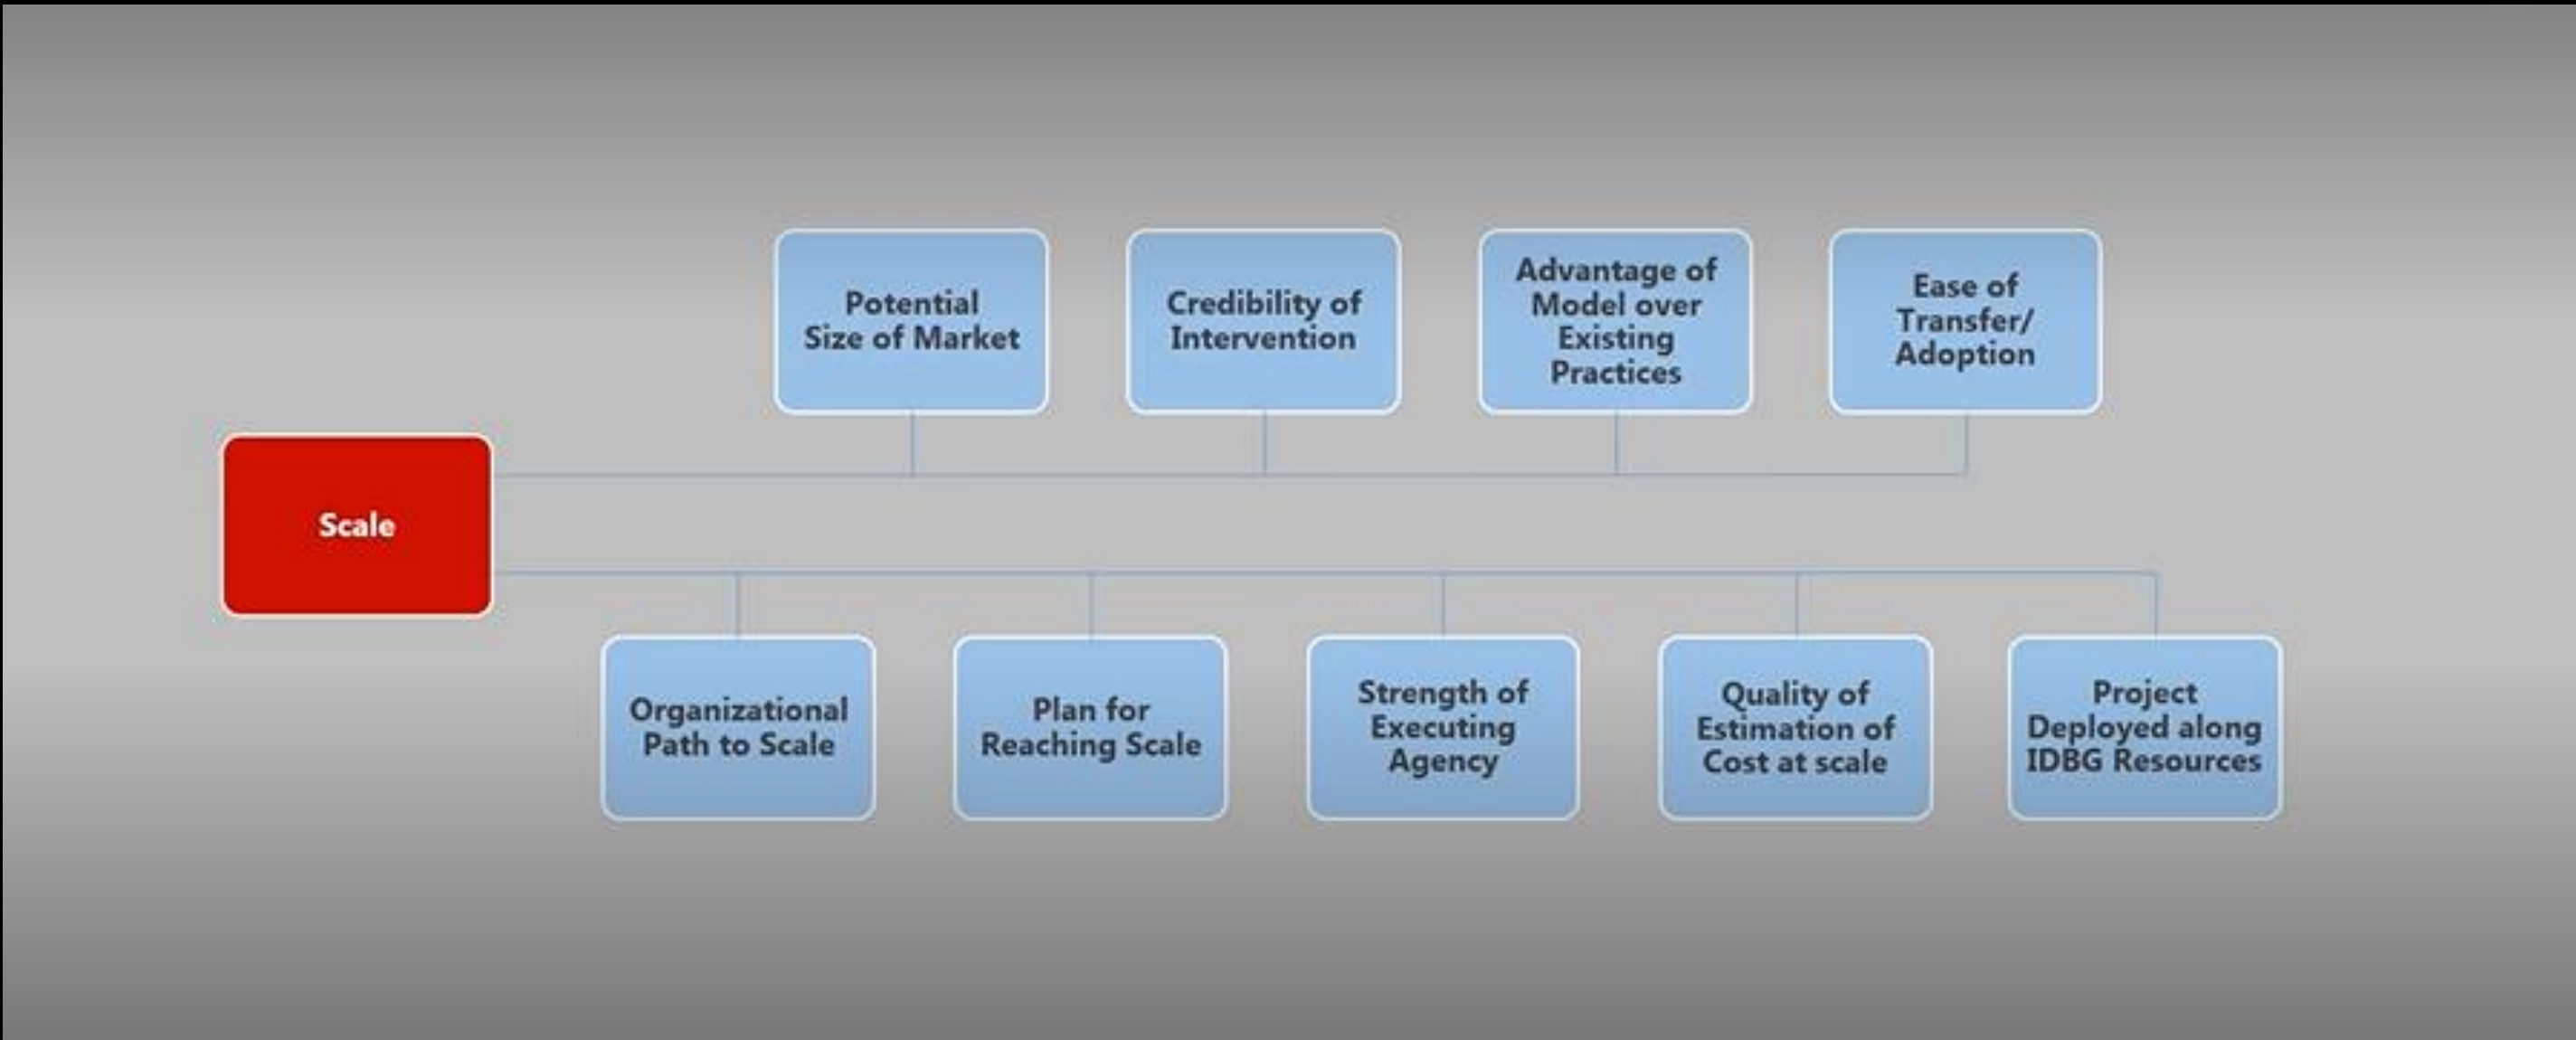 Potential
Size of Market
Credibility of
Intervention
Advantage of
Model over
Existing
Practices
Ease of
Transfer/
Adoption
Scale
Organizational
Path to Scale
Plan for
Reaching Scale
Strength of
Executing
Agency
Quality of
Estimation of
Cost at scale
Project
Deployed along
IDBG Resources